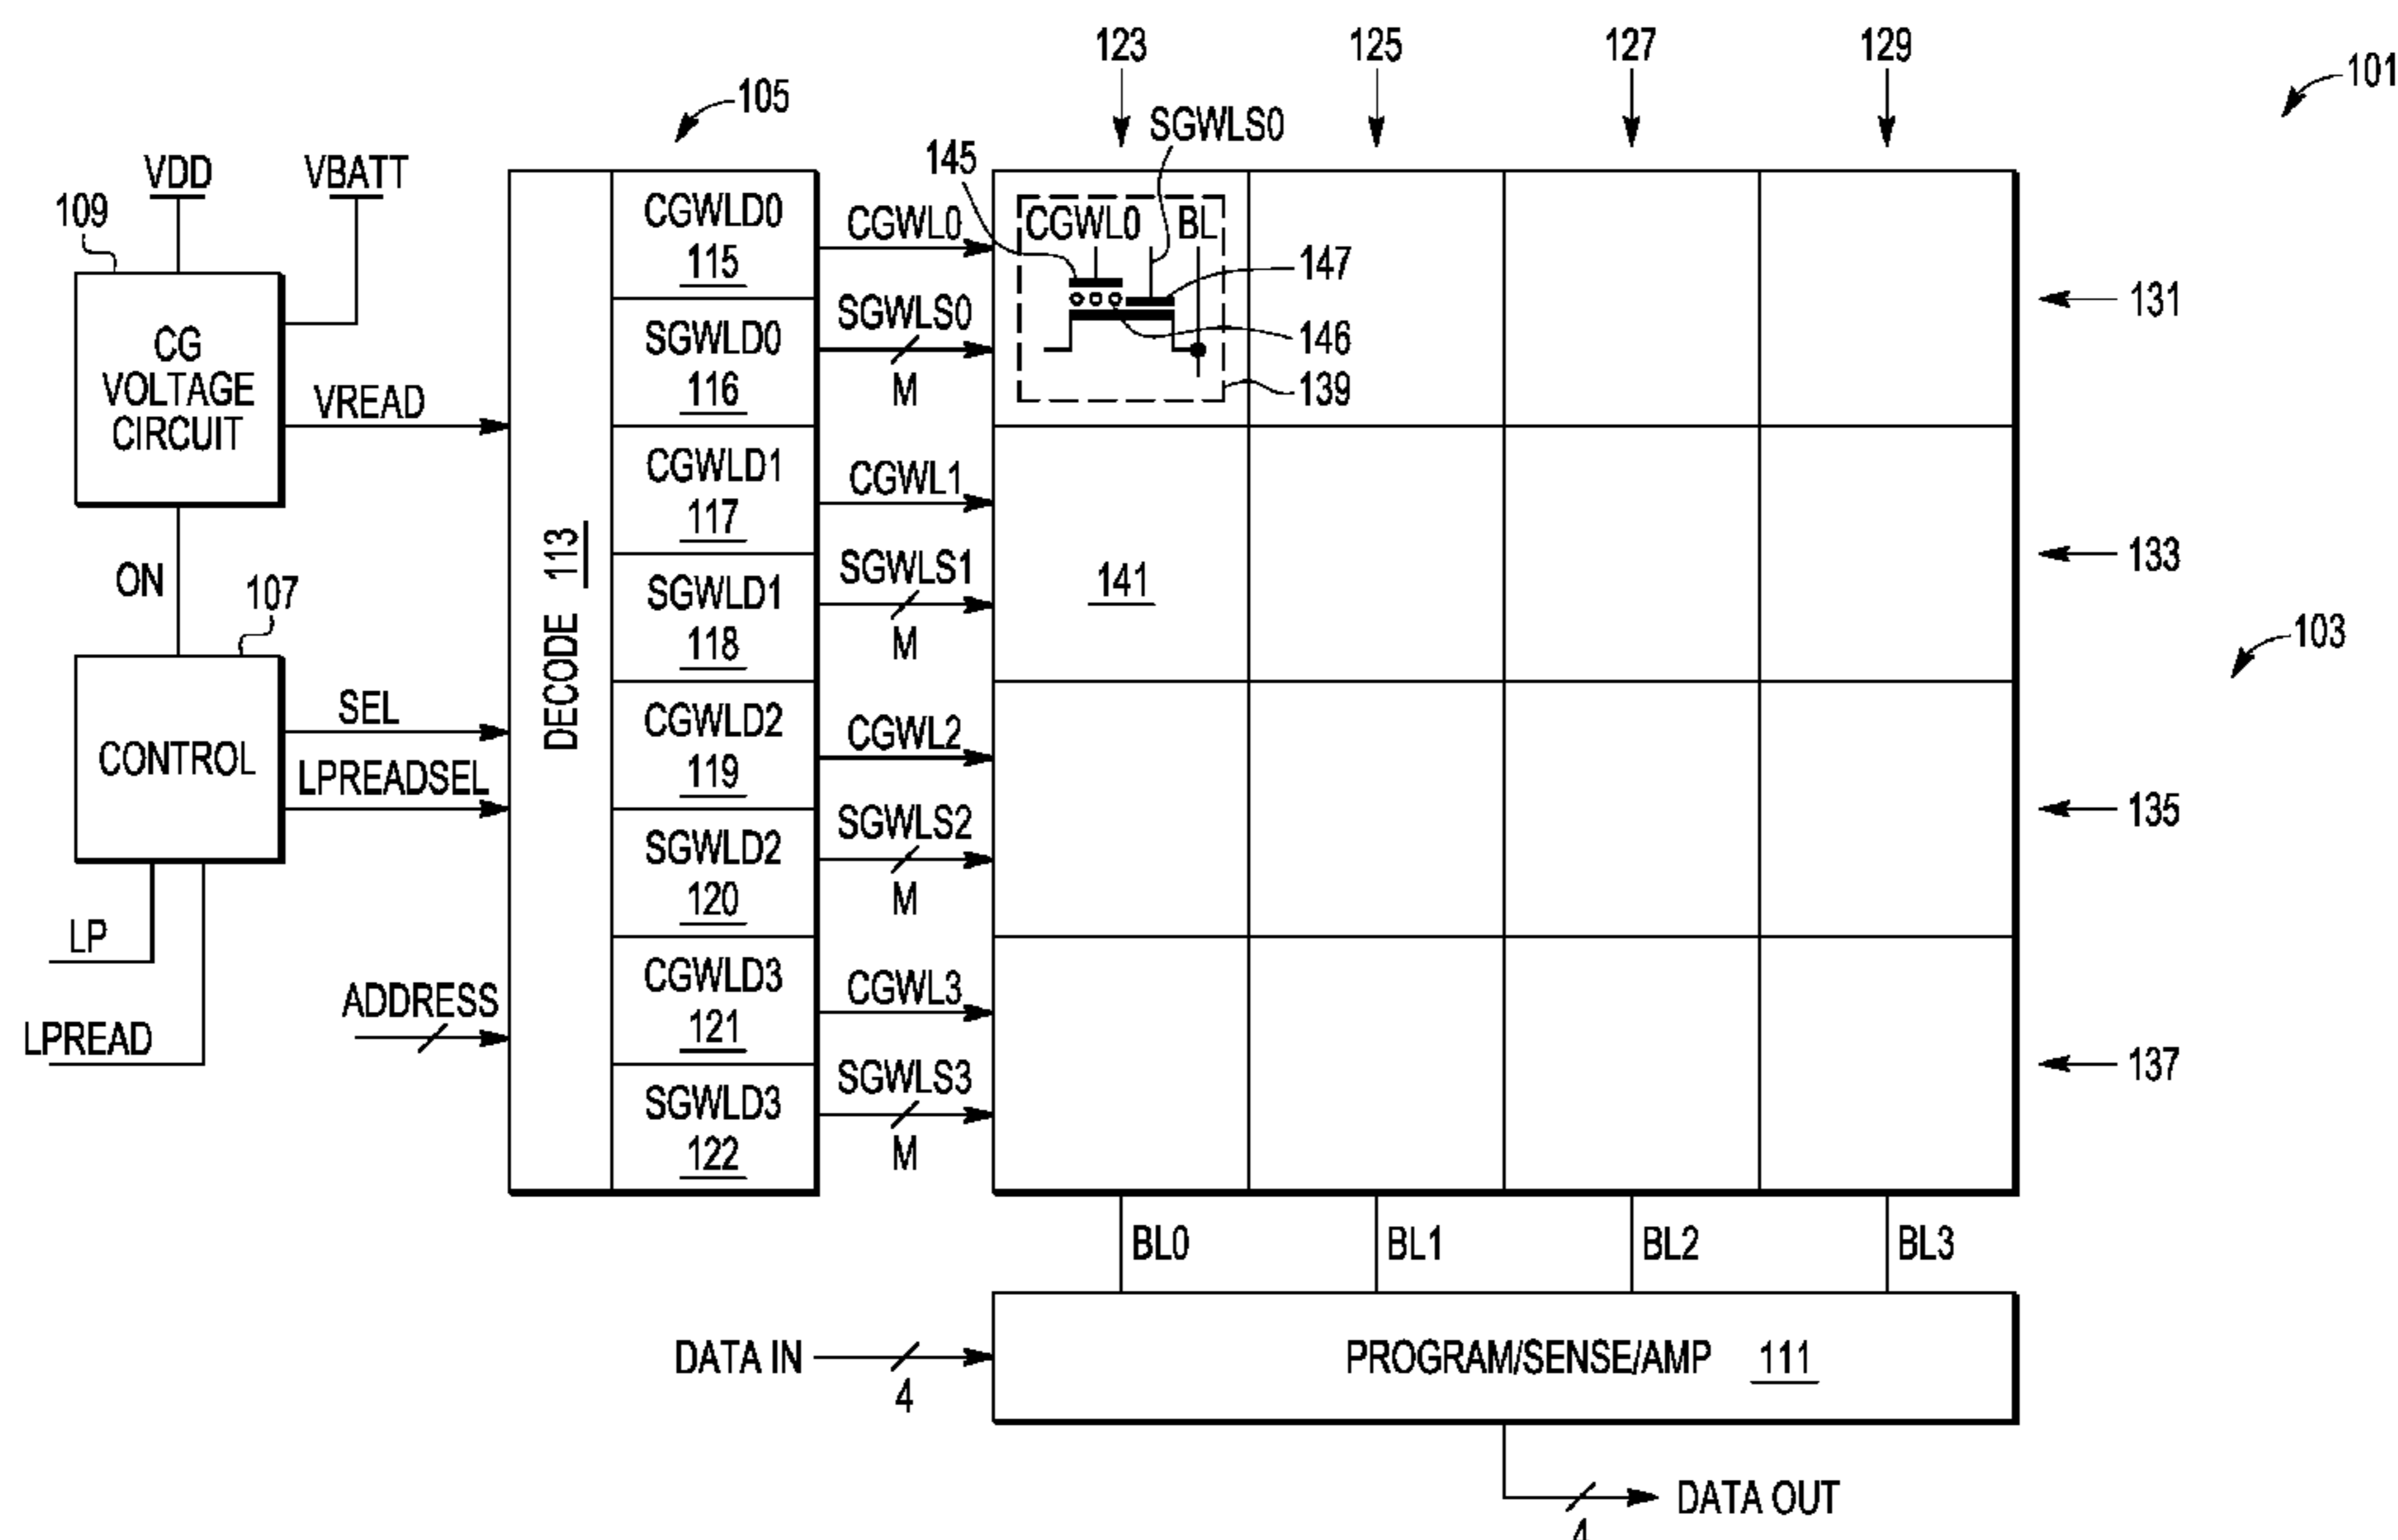 123
125
127
129
101
105
SGWLS0
145
VDD
VBATT
109
CG
VOLTAGE
CIRCUIT
VREAD
ON
107
CONTROL
SEL
LPREADSEL
LP
LPREAD
ADDRESS
DECODE 113
CGWLD0
115
SGWLD0
116
CGWLD1
117
SGWLD1
118
CGWLD2
119
SGWLD2
120
CGWLD3
121
SGWLD3
122
CGWL0
SGWLS0
M
CGWL1
SGWLS1
M
CGWL2
SGWLS2
M
CGWL3
SGWLS3
M
CGWL0 BL
147
146
139
141
131
133
103
135
137
BL0
BL1
BL2
BL3
DATA IN
4
PROGRAM/SENSE/AMP 111
DATA OUT
4